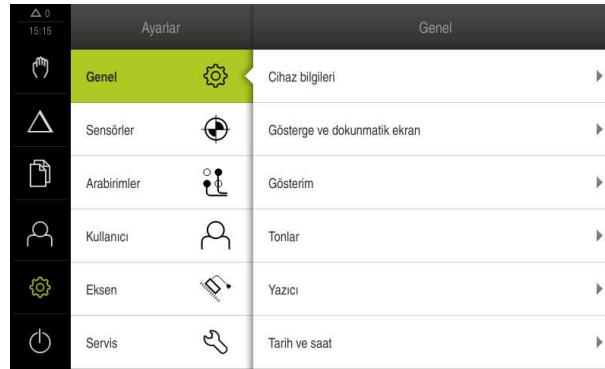 △ 0
15:15
Ayarlar
Genel
Genel
Sensörler
Arabirimler
Kullanıcı
Eksen
Servis
Cihaz bilgileri
Gösterge ve dokunmatik ekran
Gösterim
Tonlar
Yazıcı
Tarih ve saat